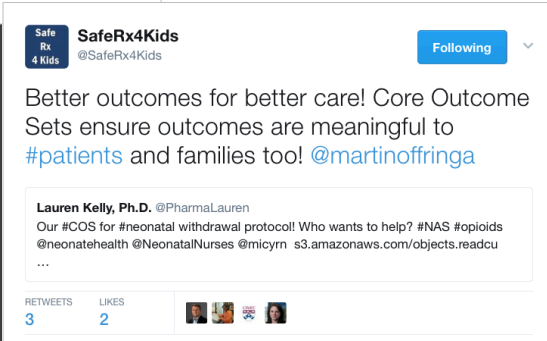 Safe
Rx
4 Kids
SafeRx4Kids
@SafeRx4Kids
Following
Better outcomes for better care! Core Outcome
Sets ensure outcomes are meaningful to
#patients and families too! @martinoffringa
Lauren Kelly, Ph.D. @PharmaLauren
Our #COS for #neonatal withdrawal protocol! Who wants to help? #NAS #opioids
@neonatehealth @NeonatalNurses @micyrn s3.amazonaws.com/objects.readcu
…
RETWEETS LIKES
3 2